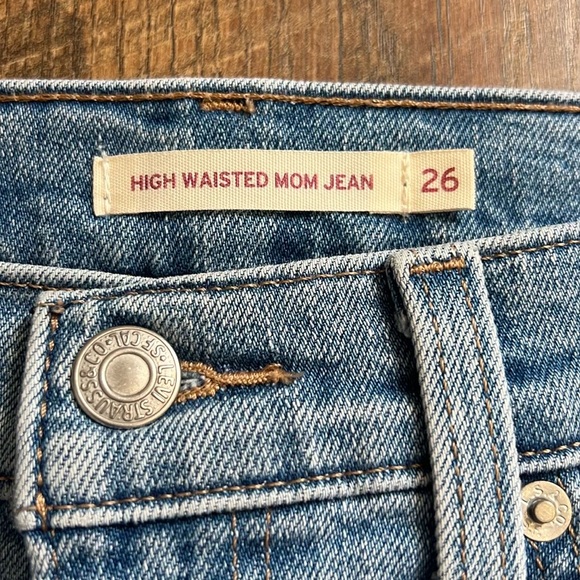 HIGH WAISTED MOM JEAN 26
LEVI STRAUSS & CO
S.F.CAL